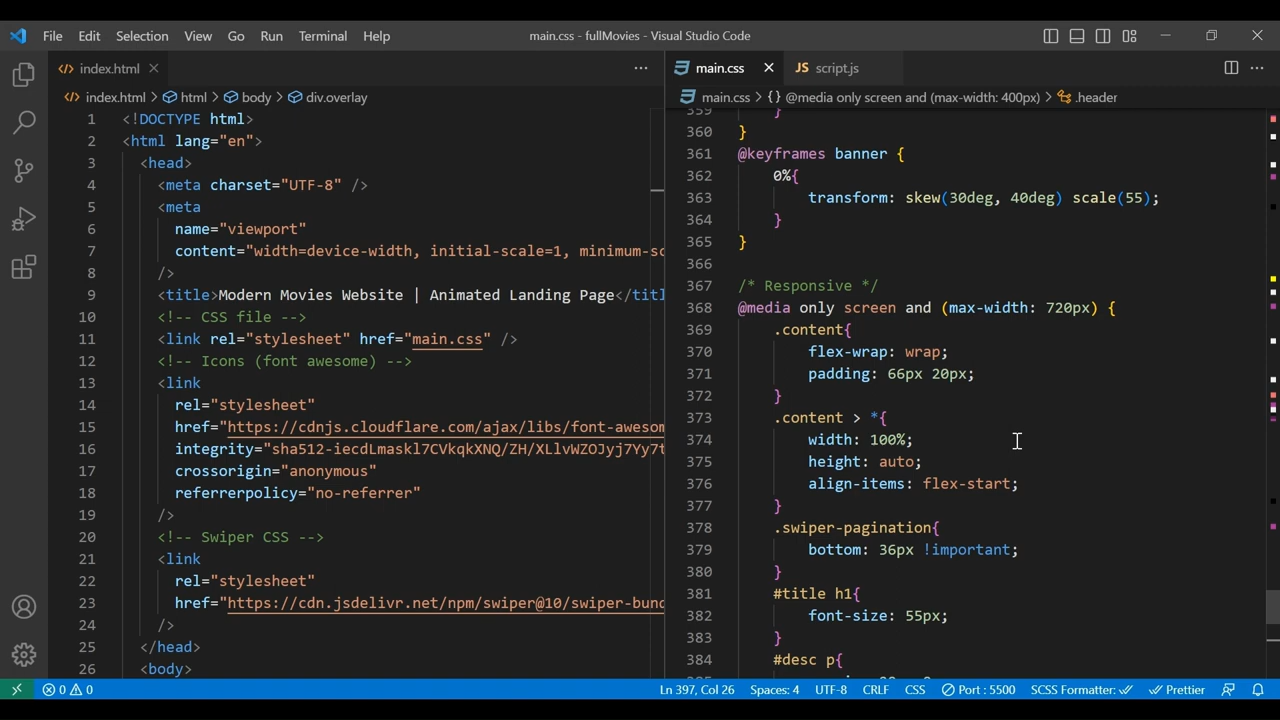 File Edit Selection View Go Run Terminal Help main.css - fullMovies - Visual Studio Code
index.html
index.html > html > body > div.overlay
1 <!DOCTYPE html>
2 <html lang="en">
3 <head>
4 <meta charset="UTF-8" />
5 <meta
6 name="viewport"
7 content="width=device-width, initial-scale=1, minimum-sc
8 />
9 <title>Modern Movies Website | Animated Landing Page</titl
10 <!-- CSS file -->
11 <link rel="stylesheet" href="main.css" />
12 <!-- Icons (font awesome) -->
13 <link
14 rel="stylesheet"
15 href="https://cdnjs.cloudflare.com/ajax/libs/font-awesom
16 integrity="sha512-iecdLmaskl7CVkqkXNQ/ZH/XLlvWZOJyj7Yy7t
17 crossorigin="anonymous"
18 referrerpolicy="no-referrer"
19 />
20 <!-- Swiper CSS -->
21 <link
22 rel="stylesheet"
23 href="https://cdn.jsdelivr.net/npm/swiper@10/swiper-bund
24 />
25 </head>
26 <body>
main.css JS script.js
main.css > {} @media only screen and (max-width: 400px) > .header
359 }
360 }
361 @keyframes banner {
362 0%{
363 transform: skew(30deg, 40deg) scale(55);
364 }
365 }
366
367 /* Responsive */
368 @media only screen and (max-width: 720px) {
369 .content{
370 flex-wrap: wrap;
371 padding: 66px 20px;
372 }
373 .content > *{
374 width: 100%;
375 height: auto;
376 align-items: flex-start;
377 }
378 .swiper-pagination{
379 bottom: 36px !important;
380 }
381 #title h1{
382 font-size: 55px;
383 }
384 #desc p{
0 0 Ln 397, Col 26 Spaces: 4 UTF-8 CRLF CSS Port : 5500 SCSS Formatter: Prettier